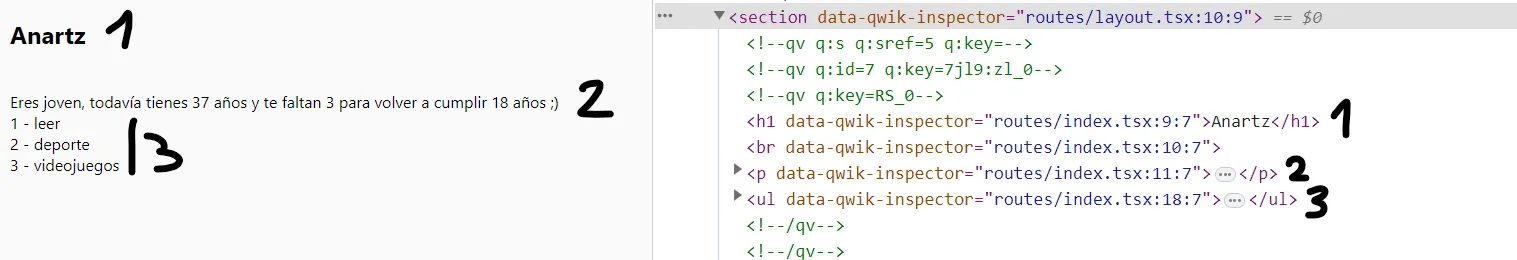 Anartz 1
Eres joven, todavía tienes 37 años y te faltan 3 para volver a cumplir 18 años ;) 2
1 - leer
2 - deporte
3 - videojuegos
3
••• ▼<section data-qwik-inspector="routes/layout.tsx:10:9"> == $0
<!--qv q:s q:sref=5 q:key=-->
<!--qv q:id=7 q:key=7jl9:zl_0-->
<!--qv q:key=RS_0-->
<h1 data-qwik-inspector="routes/index.tsx:9:7">Anartz</h1> 1
<br data-qwik-inspector="routes/index.tsx:10:7">
▶<p data-qwik-inspector="routes/index.tsx:11:7">•••</p> 2
▶<ul data-qwik-inspector="routes/index.tsx:18:7">•••</ul> 3
<!--/qv-->
<!--/qv-->